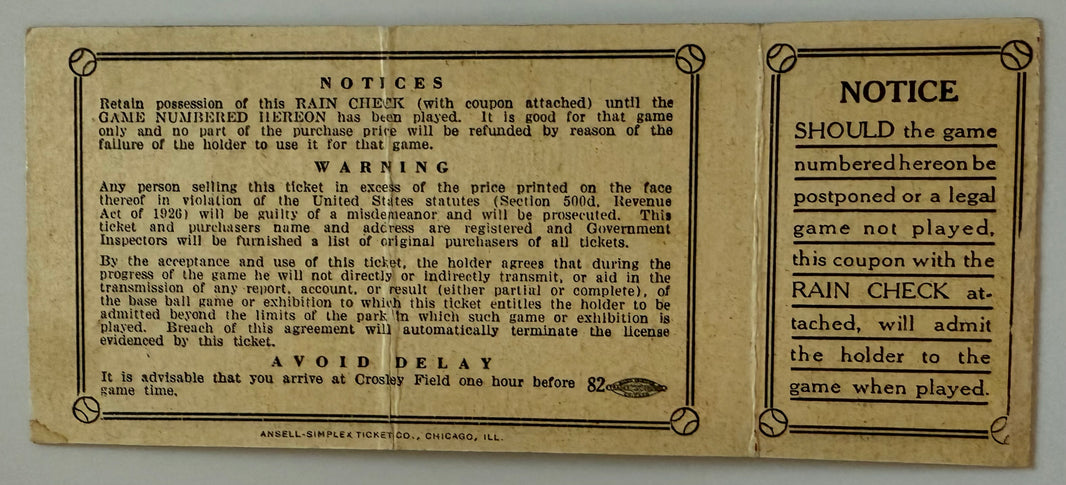 NOTICES
Retain possession of this RAIN CHECK (with coupon attached) until the
GAME NUMBERED HEREON has been played. It is good for that game
only and no part of the purchase price will be refunded by reason of the
failure of the holder to use it for that game.
WARNING
Any person selling this ticket in excess of the price printed on the face
thereof in violation of the United States statutes (Section 500d, Revenue
Act of 1926) will be guilty of a misdemeanor and will be prosecuted. This
ticket and purchasers name and address are registered and Government
Inspectors will be furnished a list of original purchasers of all tickets.
By the acceptance and use of this ticket, the holder agrees that during the
progress of the game he will not directly or indirectly transmit, or aid in the
transmission of any report, account, or result (either partial or complete), of
the base ball game or exhibition to which this ticket entitles the holder to be
admitted beyond the limits of the park in which such game or exhibition is
played. Breach of this agreement will automatically terminate the license
evidenced by this ticket.
AVOID DELAY
It is advisable that you arrive at Crosley Field one hour before
game time.
82
ANSELL-SIMPLEX TICKET CO., CHICAGO, ILL.
NOTICE
SHOULD the game
numbered hereon be
postponed or a legal
game not played,
this coupon with the
RAIN CHECK at-
tached, will admit
the holder to the
game when played.